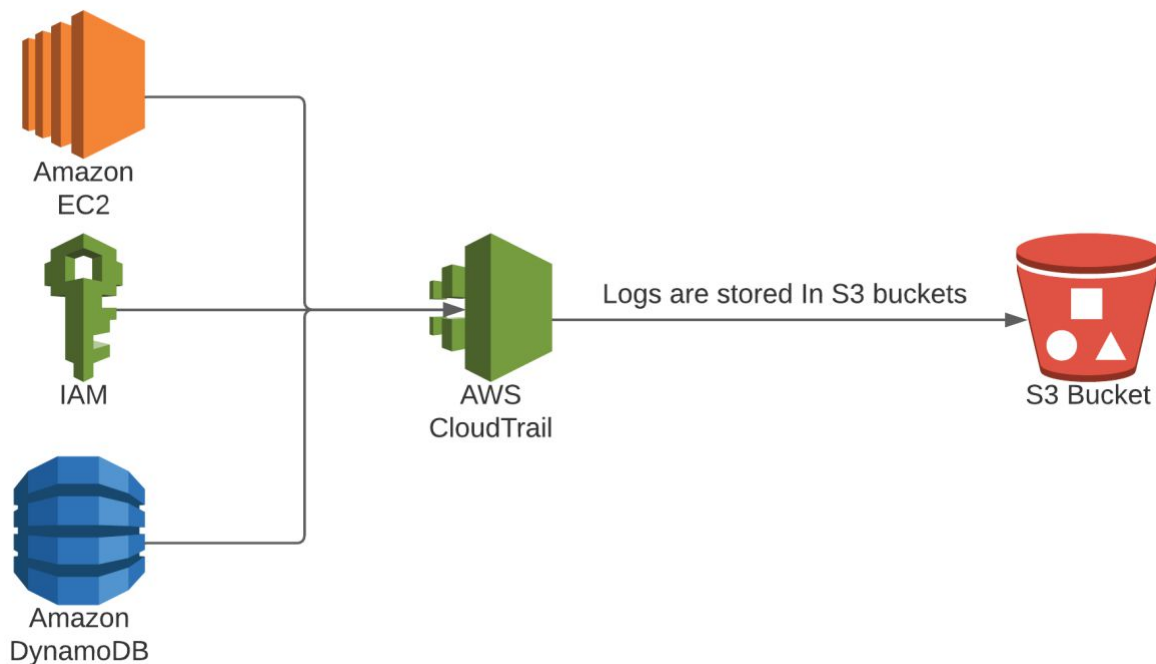 Amazon
EC2
IAM
Amazon
DynamoDB
AWS
CloudTrail
Logs are stored In S3 buckets
S3 Bucket